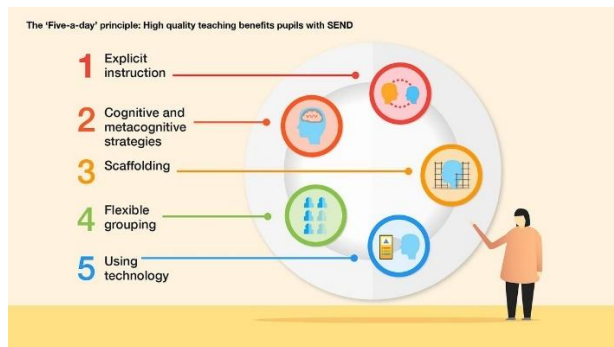 The 'Five-a-day' principle: High quality teaching benefits pupils with SEND
1 Explicit
instruction
2 Cognitive and
metacognitive
strategies
3 Scaffolding
4 Flexible
grouping
5 Using
technology